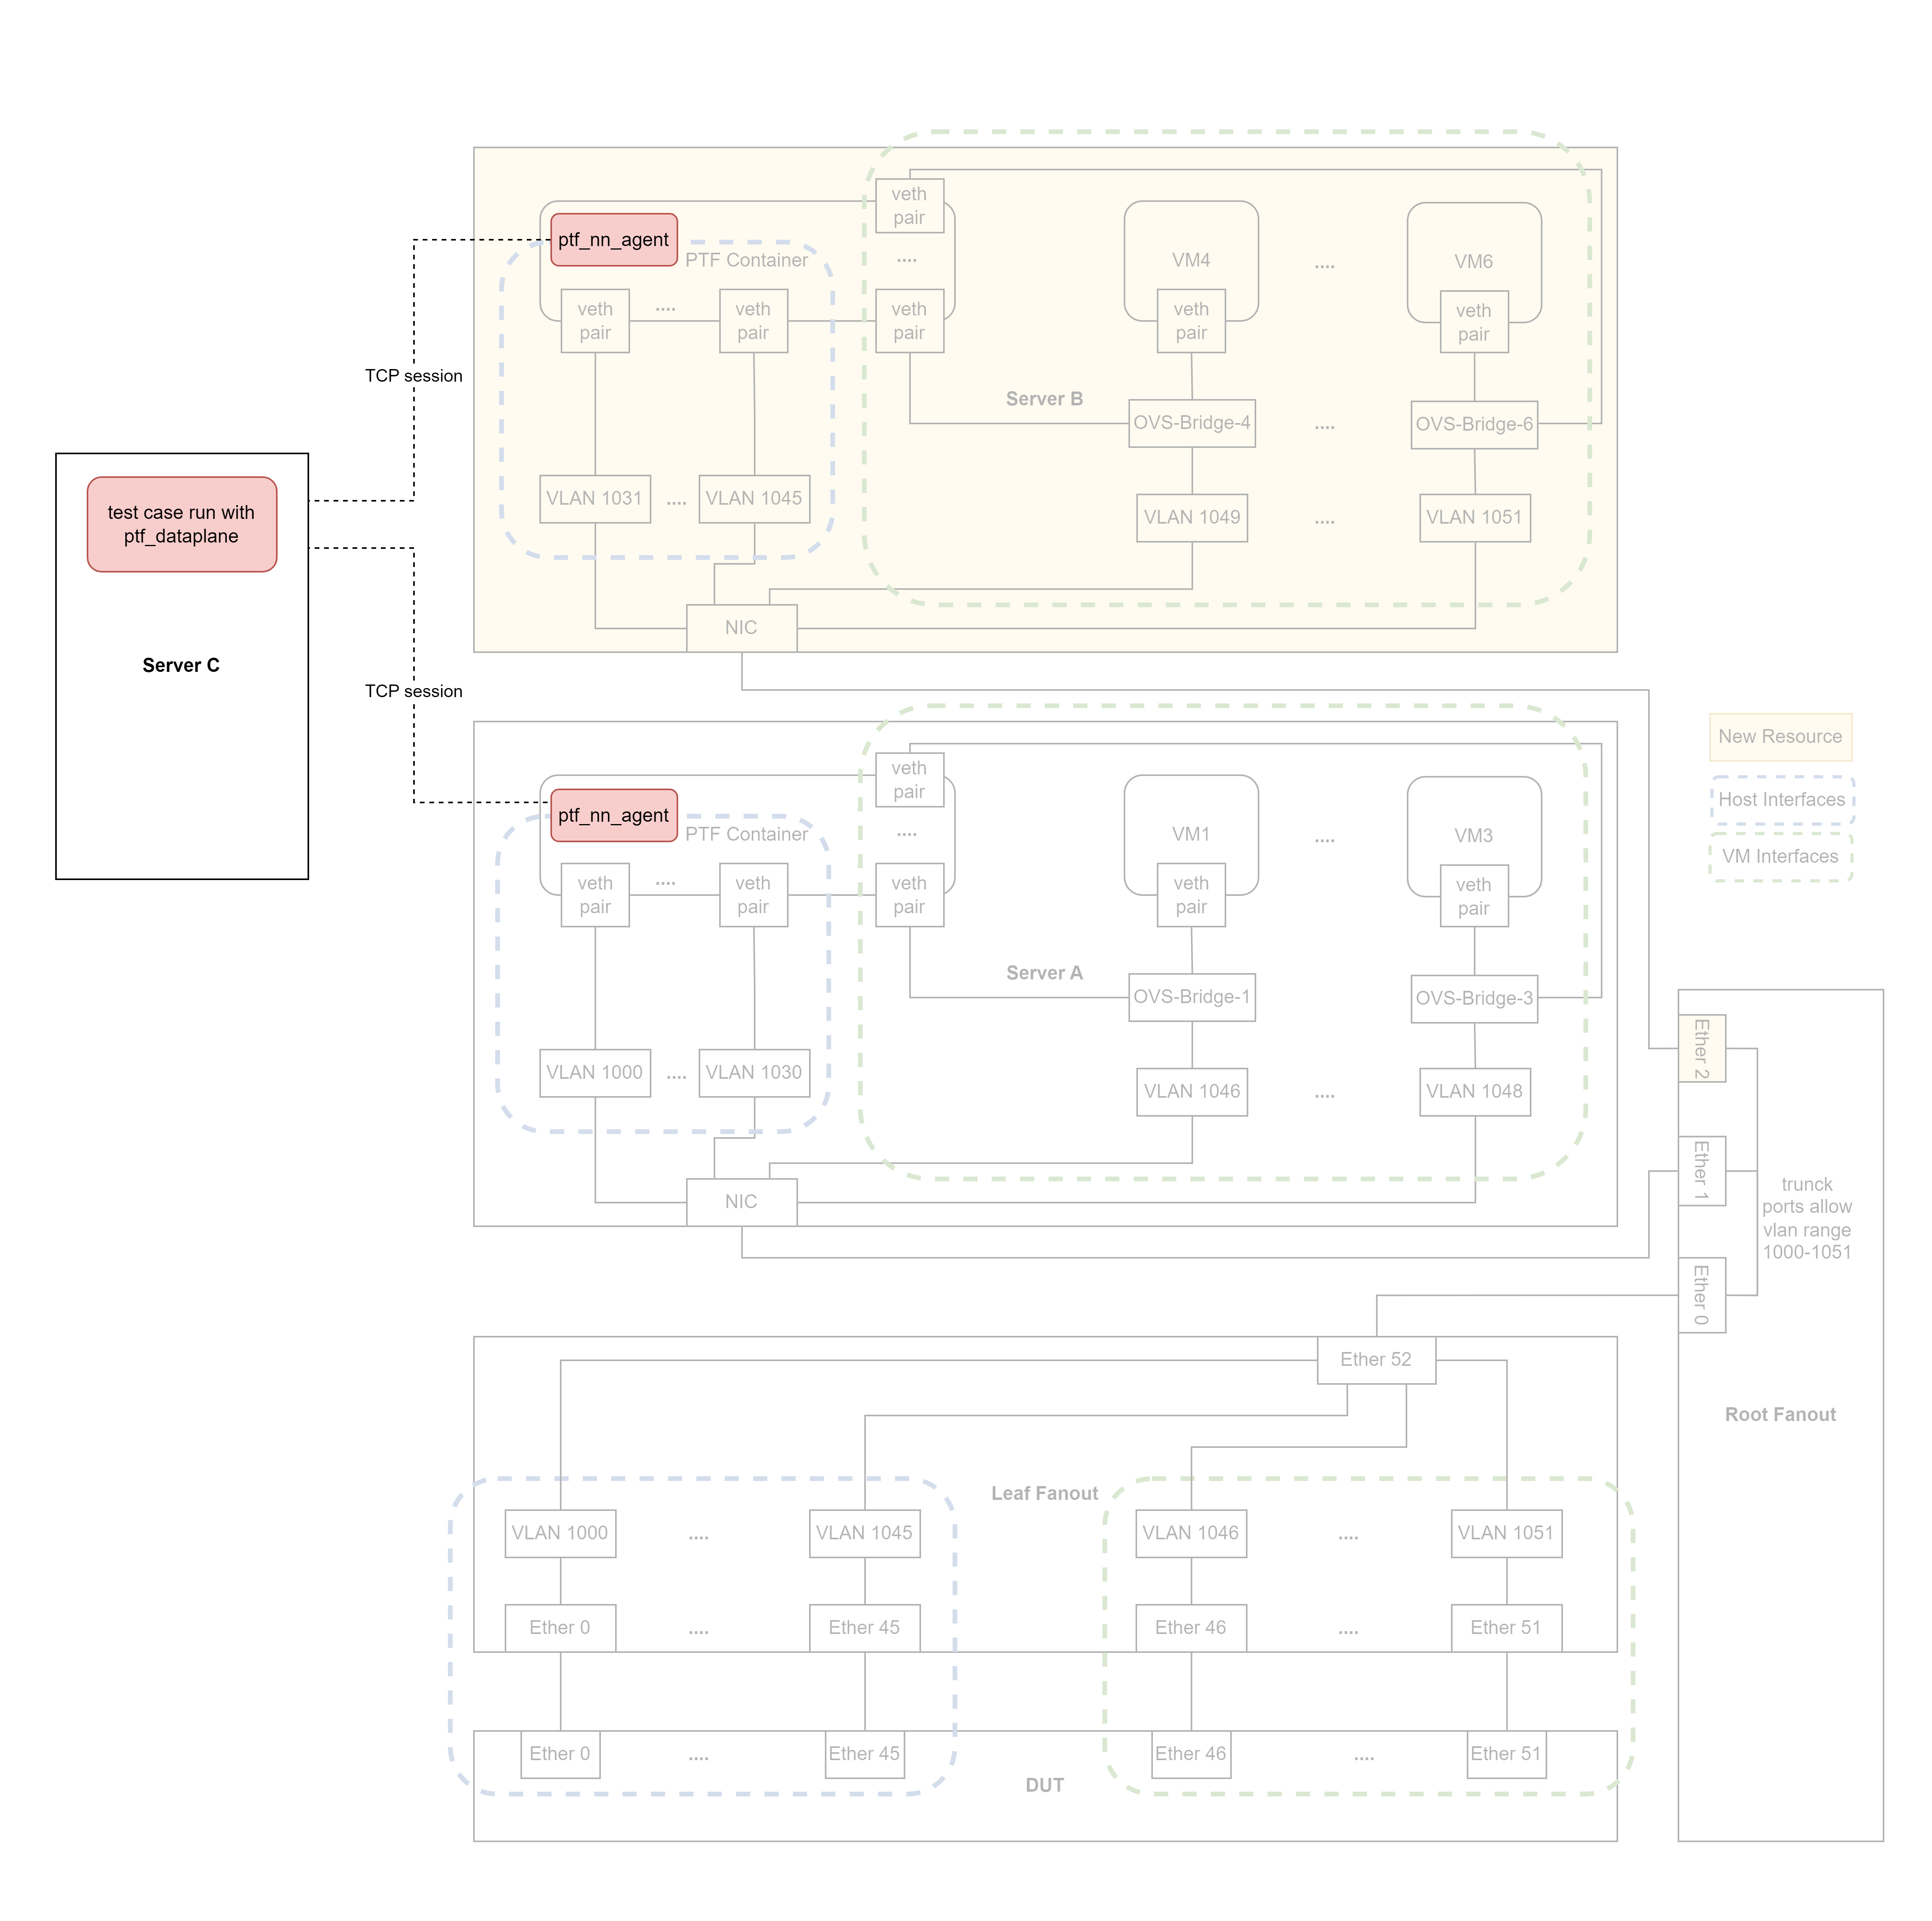 veth
pair
ptf_nn_agent
PTF Container
....
VM4
....
VM6
veth
pair
....
veth
pair
veth
pair
veth
pair
veth
pair
TCP session
Server B
OVS-Bridge-4
....
OVS-Bridge-6
test case run with
ptf_dataplane
VLAN 1031
....
VLAN 1045
VLAN 1049
....
VLAN 1051
NIC
Server C
TCP session
New Resource
Host Interfaces
VM Interfaces
veth
pair
ptf_nn_agent
PTF Container
....
VM1
....
VM3
veth
pair
....
veth
pair
veth
pair
veth
pair
veth
pair
Server A
OVS-Bridge-1
....
OVS-Bridge-3
VLAN 1000
....
VLAN 1030
VLAN 1046
....
VLAN 1048
NIC
Ether 2
Ether 1
Ether 0
trunck
ports allow
vlan range
1000-1051
Root Fanout
Ether 52
Leaf Fanout
VLAN 1000
....
VLAN 1045
VLAN 1046
....
VLAN 1051
Ether 0
....
Ether 45
Ether 46
....
Ether 51
Ether 0
....
Ether 45
Ether 46
....
Ether 51
DUT